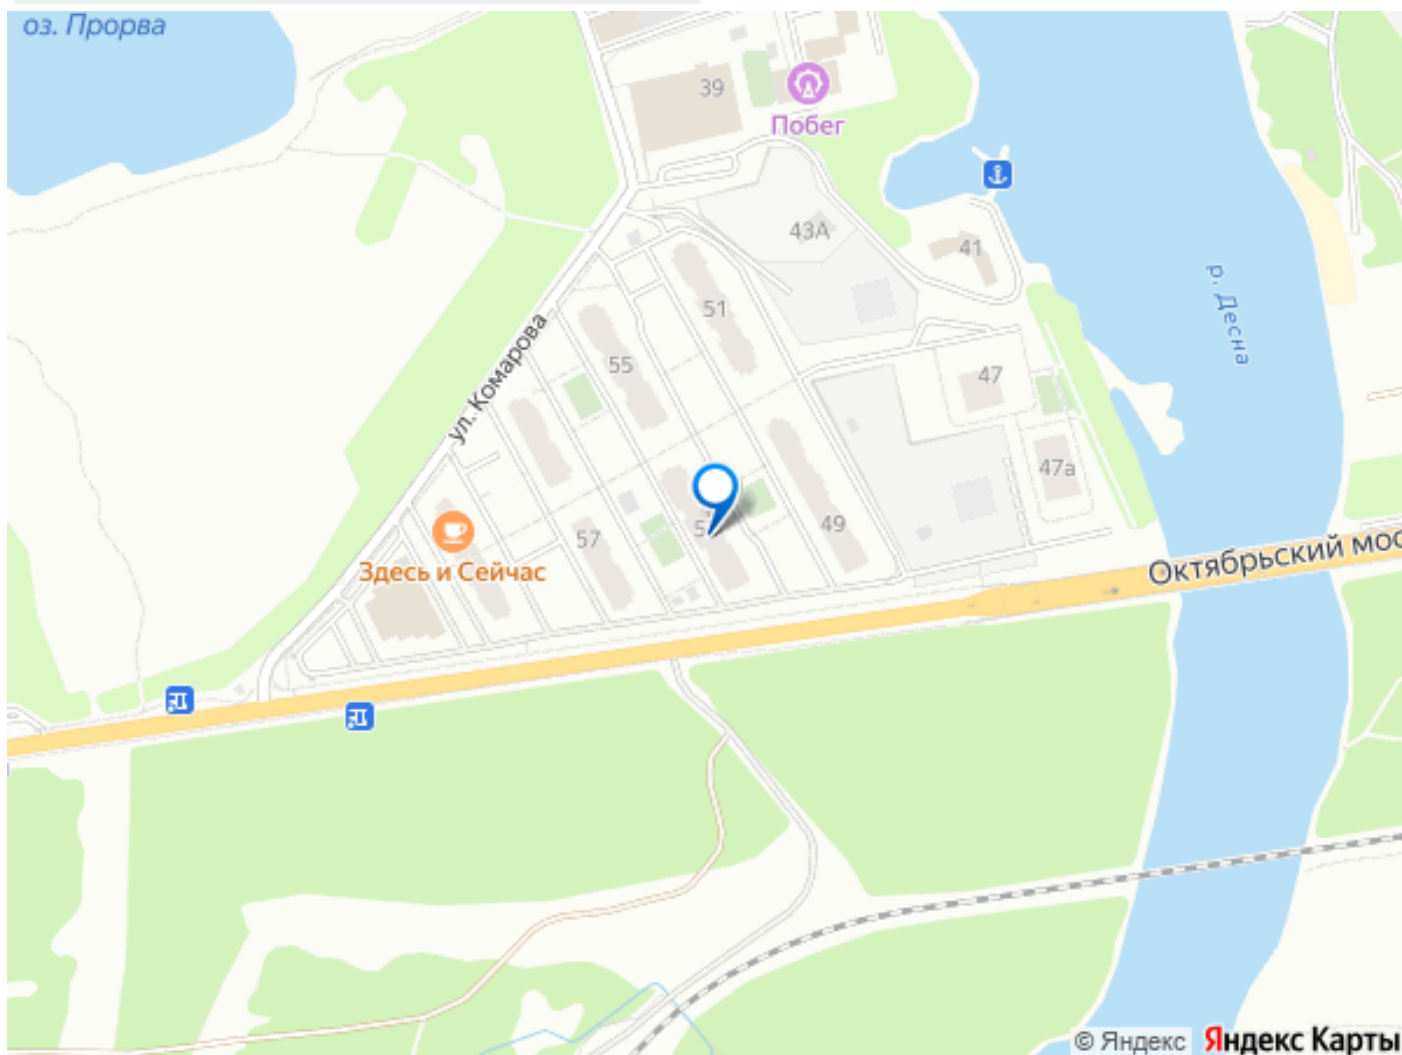 оз. Прорва
39
Побег
43А
41
51
р. Десна
ул. Комарова
55
47
47а
5
49
57
Здесь и Сейчас
Октябрьский мос
© Яндекс Яндекс Карты